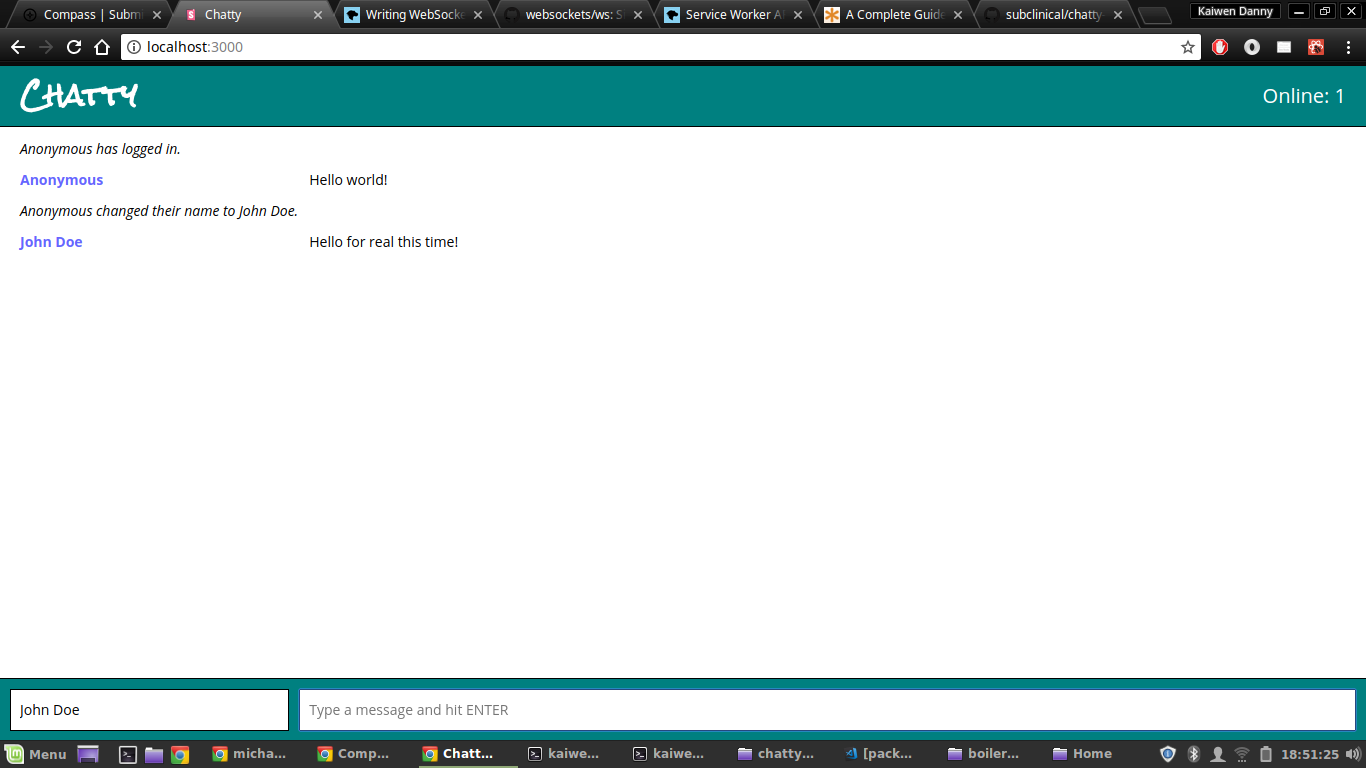 Compass | Submi
Chatty
Writing WebSocke
websockets/ws: S
Service Worker A
A Complete Guide
subclinical/chatty-
Kaiwen Danny
localhost:3000
Chatty
Online: 1
Anonymous has logged in.
Anonymous Hello world!
Anonymous changed their name to John Doe.
John Doe Hello for real this time!
John Doe
Type a message and hit ENTER
Menu
micha...
Comp...
Chatt...
kaiwe...
kaiwe...
chatty...
[pack...
boiler...
Home
18:51:25